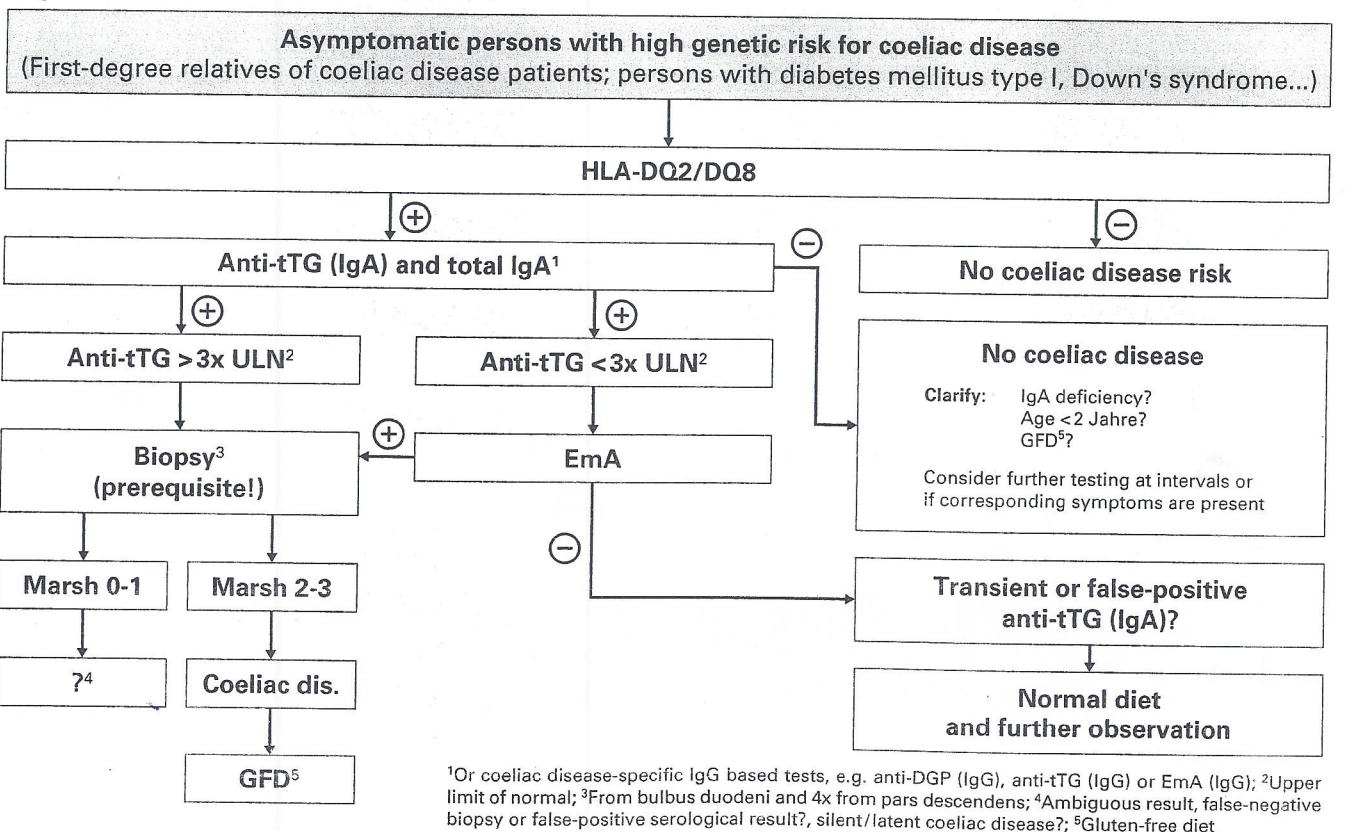 Asymptomatic persons with high genetic risk for coeliac disease
(First-degree relatives of coeliac disease patients; persons with diabetes mellitus type I, Down's syndrome...)
HLA-DQ2/DQ8
+
−
Anti-tTG (IgA) and total IgA¹
−
No coeliac disease risk
+
+
Anti-tTG >3x ULN²
Anti-tTG <3x ULN²
No coeliac disease
Clarify: IgA deficiency?
Age <2 Jahre?
GFD⁵?
Consider further testing at intervals or
if corresponding symptoms are present
Biopsy³
(prerequisite!)
+
EmA
−
Marsh 0-1
Marsh 2-3
Transient or false-positive
anti-tTG (IgA)?
?⁴
Coeliac dis.
Normal diet
and further observation
GFD⁵
¹Or coeliac disease-specific IgG based tests, e.g. anti-DGP (IgG), anti-tTG (IgG) or EmA (IgG); ²Upper
limit of normal; ³From bulbus duodeni and 4x from pars descendens; ⁴Ambiguous result, false-negative
biopsy or false-positive serological result?, silent/latent coeliac disease?; ⁵Gluten-free diet